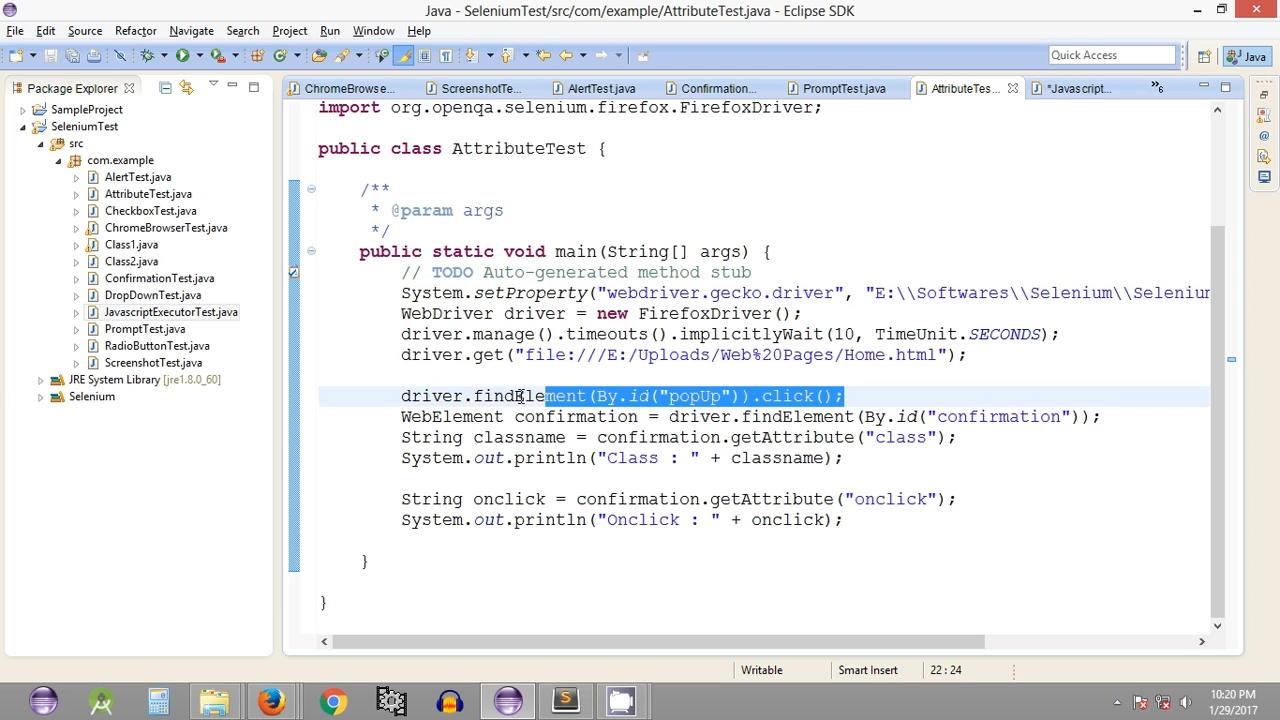 Java - SeleniumTest/src/com/example/AttributeTest.java - Eclipse SDK
File Edit Source Refactor Navigate Search Project Run Window Help
Quick Access
Java
Package Explorer
ChromeBrowse...
ScreenshotTe...
AlertTest.java
Confirmation...
PromptTest.java
AttributeTes...
*Javascript...
»6
SampleProject
SeleniumTest
src
com.example
AlertTest.java
AttributeTest.java
CheckboxTest.java
ChromeBrowserTest.java
Class1.java
Class2.java
ConfirmationTest.java
DropDownTest.java
JavascriptExecutorTest.java
PromptTest.java
RadioButtonTest.java
ScreenshotTest.java
JRE System Library [jre1.8.0_60]
Selenium
import org.openqa.selenium.firefox.FirefoxDriver;
public class AttributeTest {
/**
* @param args
*/
public static void main(String[] args) {
// TODO Auto-generated method stub
System.setProperty("webdriver.gecko.driver", "E:\\Softwares\\Selenium\\Selenium
WebDriver driver = new FirefoxDriver();
driver.manage().timeouts().implicitlyWait(10, TimeUnit.SECONDS);
driver.get("file:///E:/Uploads/Web%20Pages/Home.html");
driver.findElement(By.id("popUp")).click();
WebElement confirmation = driver.findElement(By.id("confirmation"));
String classname = confirmation.getAttribute("class");
System.out.println("Class : " + classname);
String onclick = confirmation.getAttribute("onclick");
System.out.println("Onclick : " + onclick);
}
}
Writable
Smart Insert
22 : 24
10:20 PM
1/29/2017